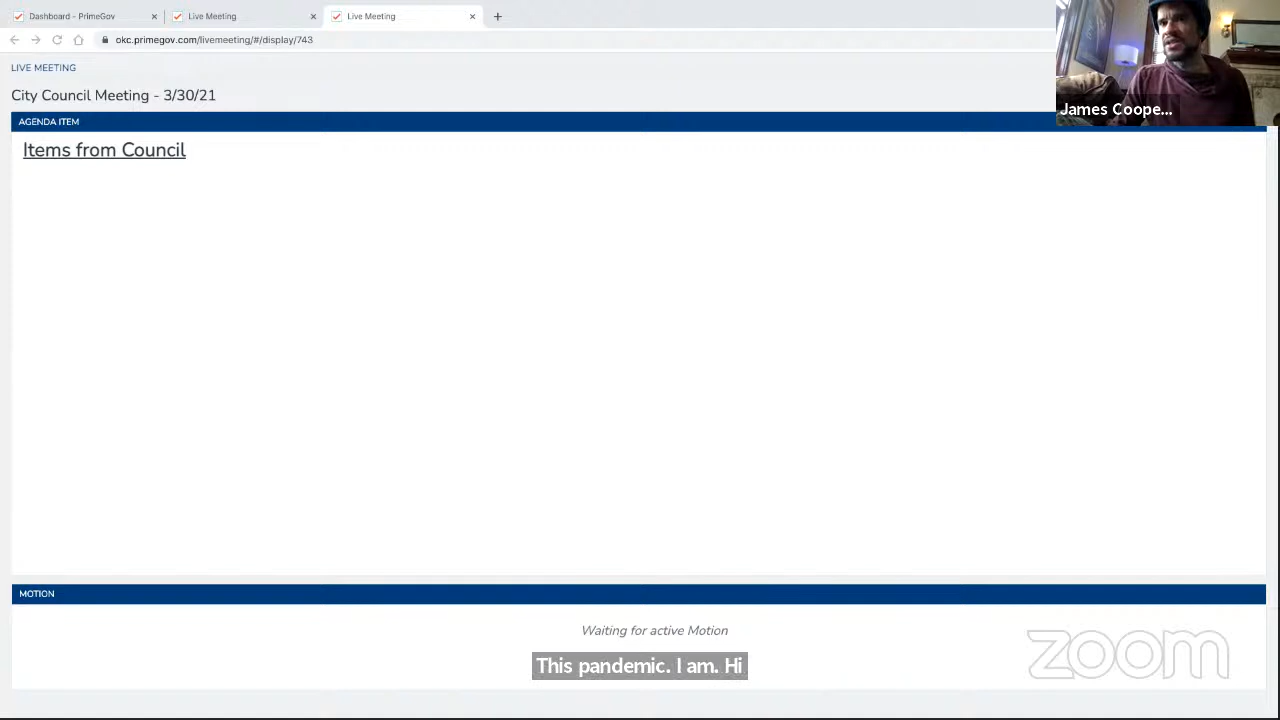 Dashboard - PrimeGov
Live Meeting
Live Meeting
okc.primegov.com/livemeeting/#/display/743
LIVE MEETING
City Council Meeting - 3/30/21
AGENDA ITEM
James Coope...
Items from Council
MOTION
Waiting for active Motion
zoom
This pandemic. I am. Hi